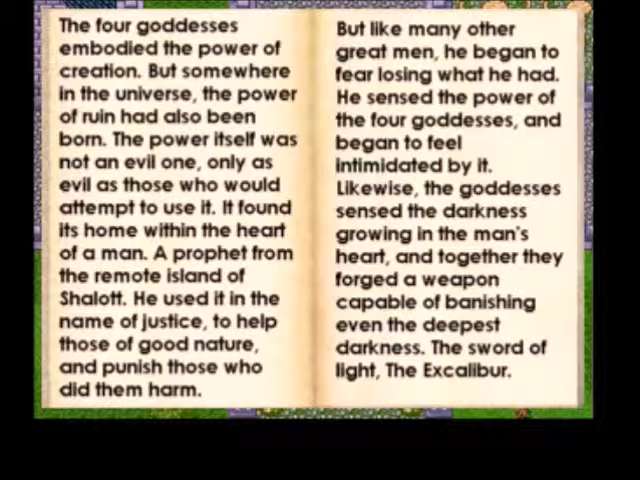 The four goddesses
embodied the power of
creation. But somewhere
in the universe, the power
of ruin had also been
born. The power itself was
not an evil one, only as
evil as those who would
attempt to use it. It found
its home within the heart
of a man. A prophet from
the remote island of
Shalott. He used it in the
name of justice, to help
those of good nature,
and punish those who
did them harm.
But like many other
great men, he began to
fear losing what he had.
He sensed the power of
the four goddesses, and
began to feel
intimidated by it.
Likewise, the goddesses
sensed the darkness
growing in the man's
heart, and together they
forged a weapon
capable of banishing
even the deepest
darkness. The sword of
light, The Excalibur.